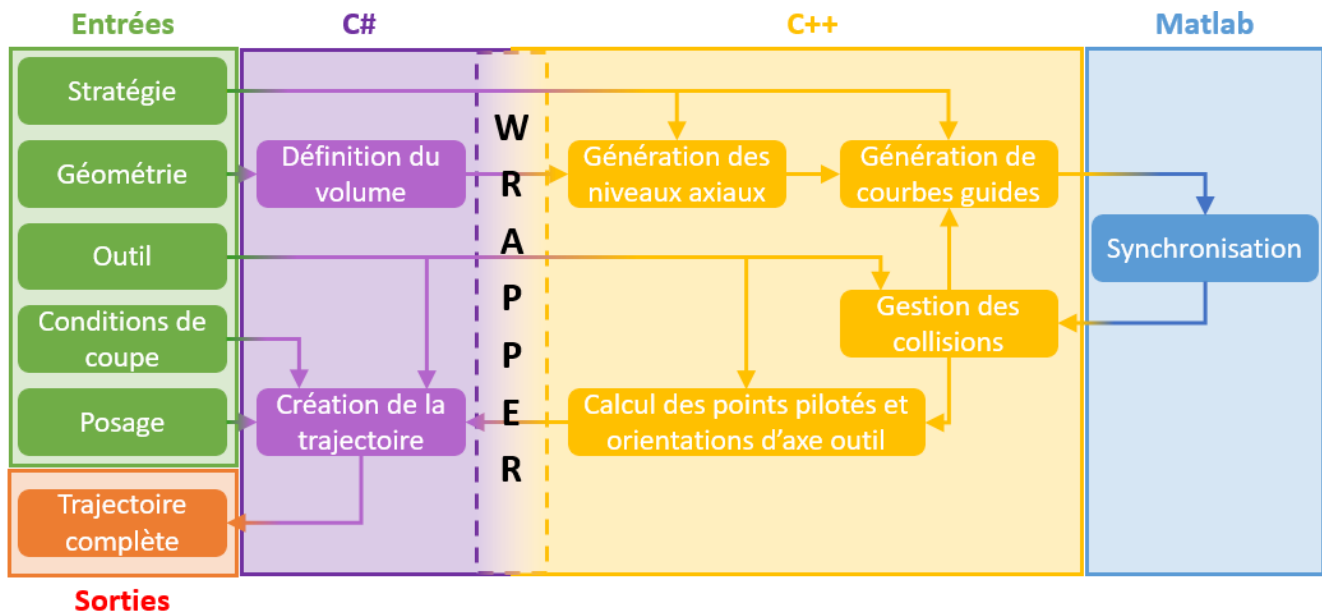 Entrées
C#
C++
Matlab
Stratégie
Géométrie
Définition du
volume
Génération des
niveaux axiaux
Génération de
courbes guides
Outil
Synchronisation
Conditions de
coupe
Gestion des
collisions
Posage
Création de la
trajectoire
Calcul des points pilotés et
orientations d'axe outil
W
R
A
P
P
E
R
Trajectoire
complète
Sorties